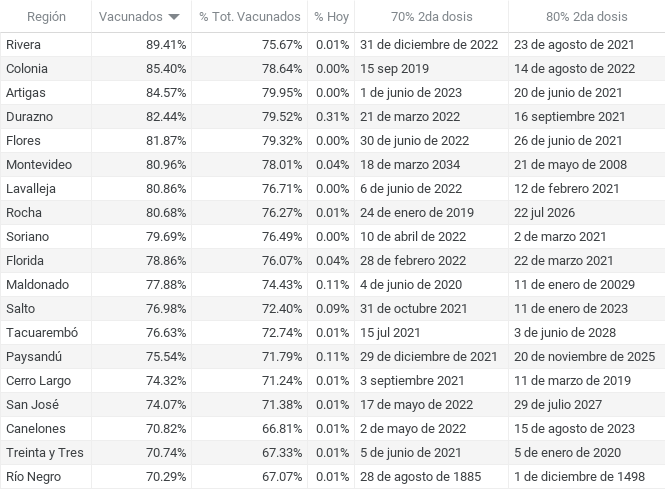 Región Vacunados % Tot. Vacunados % Hoy 70% 2da dosis 80% 2da dosis
Rivera 89.41% 75.67% 0.01% 31 de diciembre de 2022 23 de agosto de 2021
Colonia 85.40% 78.64% 0.00% 15 sep 2019 14 de agosto de 2022
Artigas 84.57% 79.95% 0.00% 1 de junio de 2023 20 de junio de 2021
Durazno 82.44% 79.52% 0.31% 21 de marzo de 2022 16 septiembre 2021
Flores 81.87% 79.32% 0.00% 30 de junio de 2022 26 de junio de 2021
Montevideo 80.96% 78.01% 0.04% 18 de marzo 2034 21 de mayo de 2008
Lavalleja 80.86% 76.71% 0.00% 6 de junio de 2022 12 de febrero 2021
Rocha 80.68% 76.27% 0.01% 24 de enero de 2019 22 jul 2026
Soriano 79.69% 76.49% 0.00% 10 de abril de 2022 2 de marzo 2021
Florida 78.86% 76.07% 0.04% 28 de febrero 2022 22 de marzo 2021
Maldonado 77.88% 74.43% 0.11% 4 de junio de 2020 11 de enero de 20029
Salto 76.98% 72.40% 0.09% 31 de octubre 2021 11 de enero de 2023
Tacuarembó 76.63% 72.74% 0.01% 15 jul 2021 3 de junio de 2028
Paysandú 75.54% 71.79% 0.11% 29 de diciembre de 2021 20 de noviembre de 2025
Cerro Largo 74.32% 71.24% 0.01% 3 septiembre 2021 11 de marzo de 2019
San José 74.07% 71.38% 0.01% 17 de mayo de 2022 29 de julio 2027
Canelones 70.82% 66.81% 0.01% 2 de mayo de 2022 15 de agosto de 2023
Treinta y Tres 70.74% 67.33% 0.01% 5 de junio de 2021 5 de enero de 2020
Río Negro 70.29% 67.07% 0.01% 28 de agosto de 1885 1 de diciembre de 1498